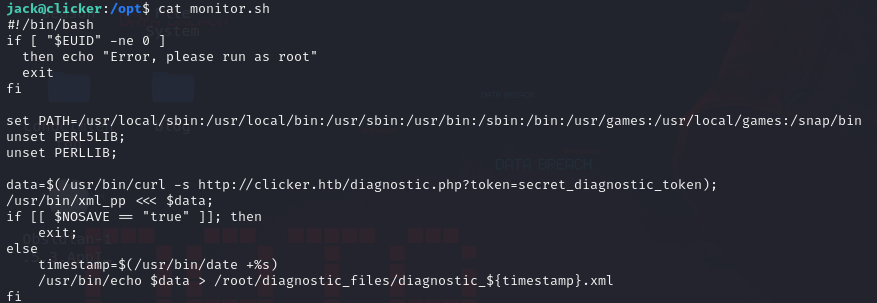 jack@clicker:/opt$ cat monitor.sh
#!/bin/bash
if [ "$EUID" -ne 0 ]
  then echo "Error, please run as root"
  exit
fi

set PATH=/usr/local/sbin:/usr/local/bin:/usr/sbin:/usr/bin:/sbin:/bin:/usr/games:/usr/local/games:/snap/bin
unset PERL5LIB;
unset PERLLIB;

data=$(/usr/bin/curl -s http://clicker.htb/diagnostic.php?token=secret_diagnostic_token);
/usr/bin/xml_pp <<< $data;
if [[ $NOSAVE == "true" ]]; then
    exit;
else
    timestamp=$(/usr/bin/date +%s)
    /usr/bin/echo $data > /root/diagnostic_files/diagnostic_${timestamp}.xml
fi
System
DATA BREACH